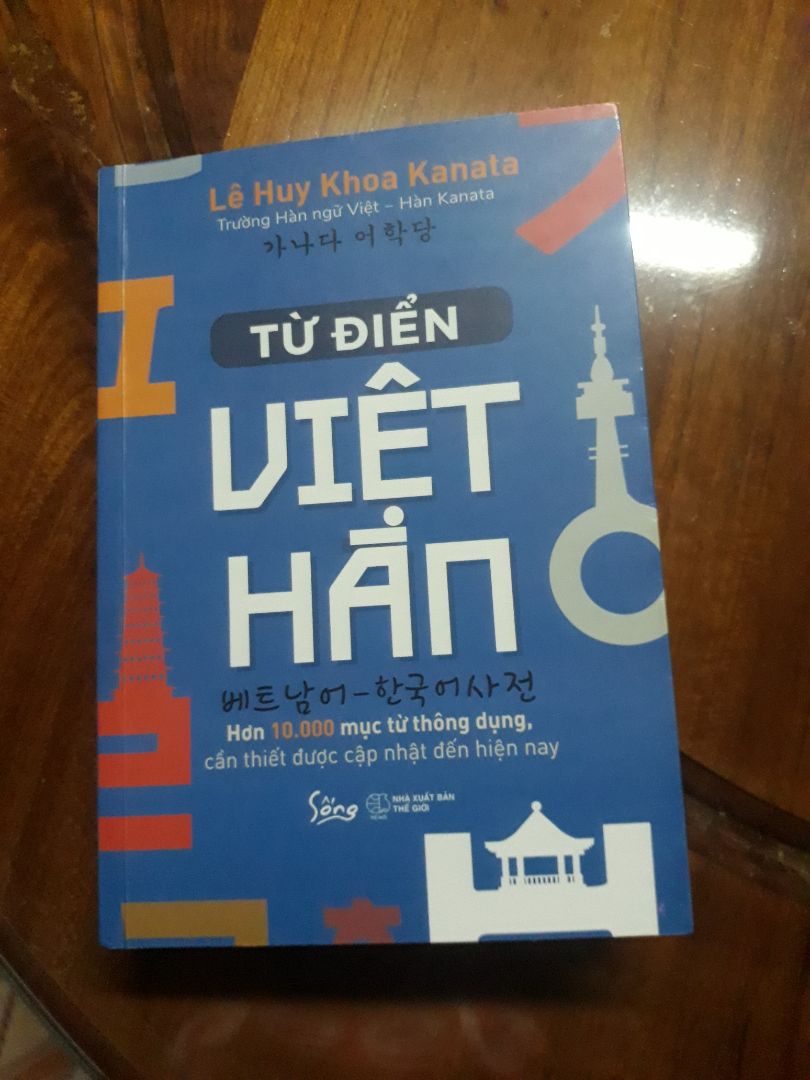 Lê Huy Khoa Kanata
Trường Hàn ngữ Việt – Hàn Kanata
가나다 어학당
TỪ ĐIỂN
VIỆT
HÀN
베트남어-한국어사전
Hơn 10.000 mục từ thông dụng,
cần thiết được cập nhật đến hiện nay
Sống
NHÀ XUẤT BẢN
THẾ GIỚI